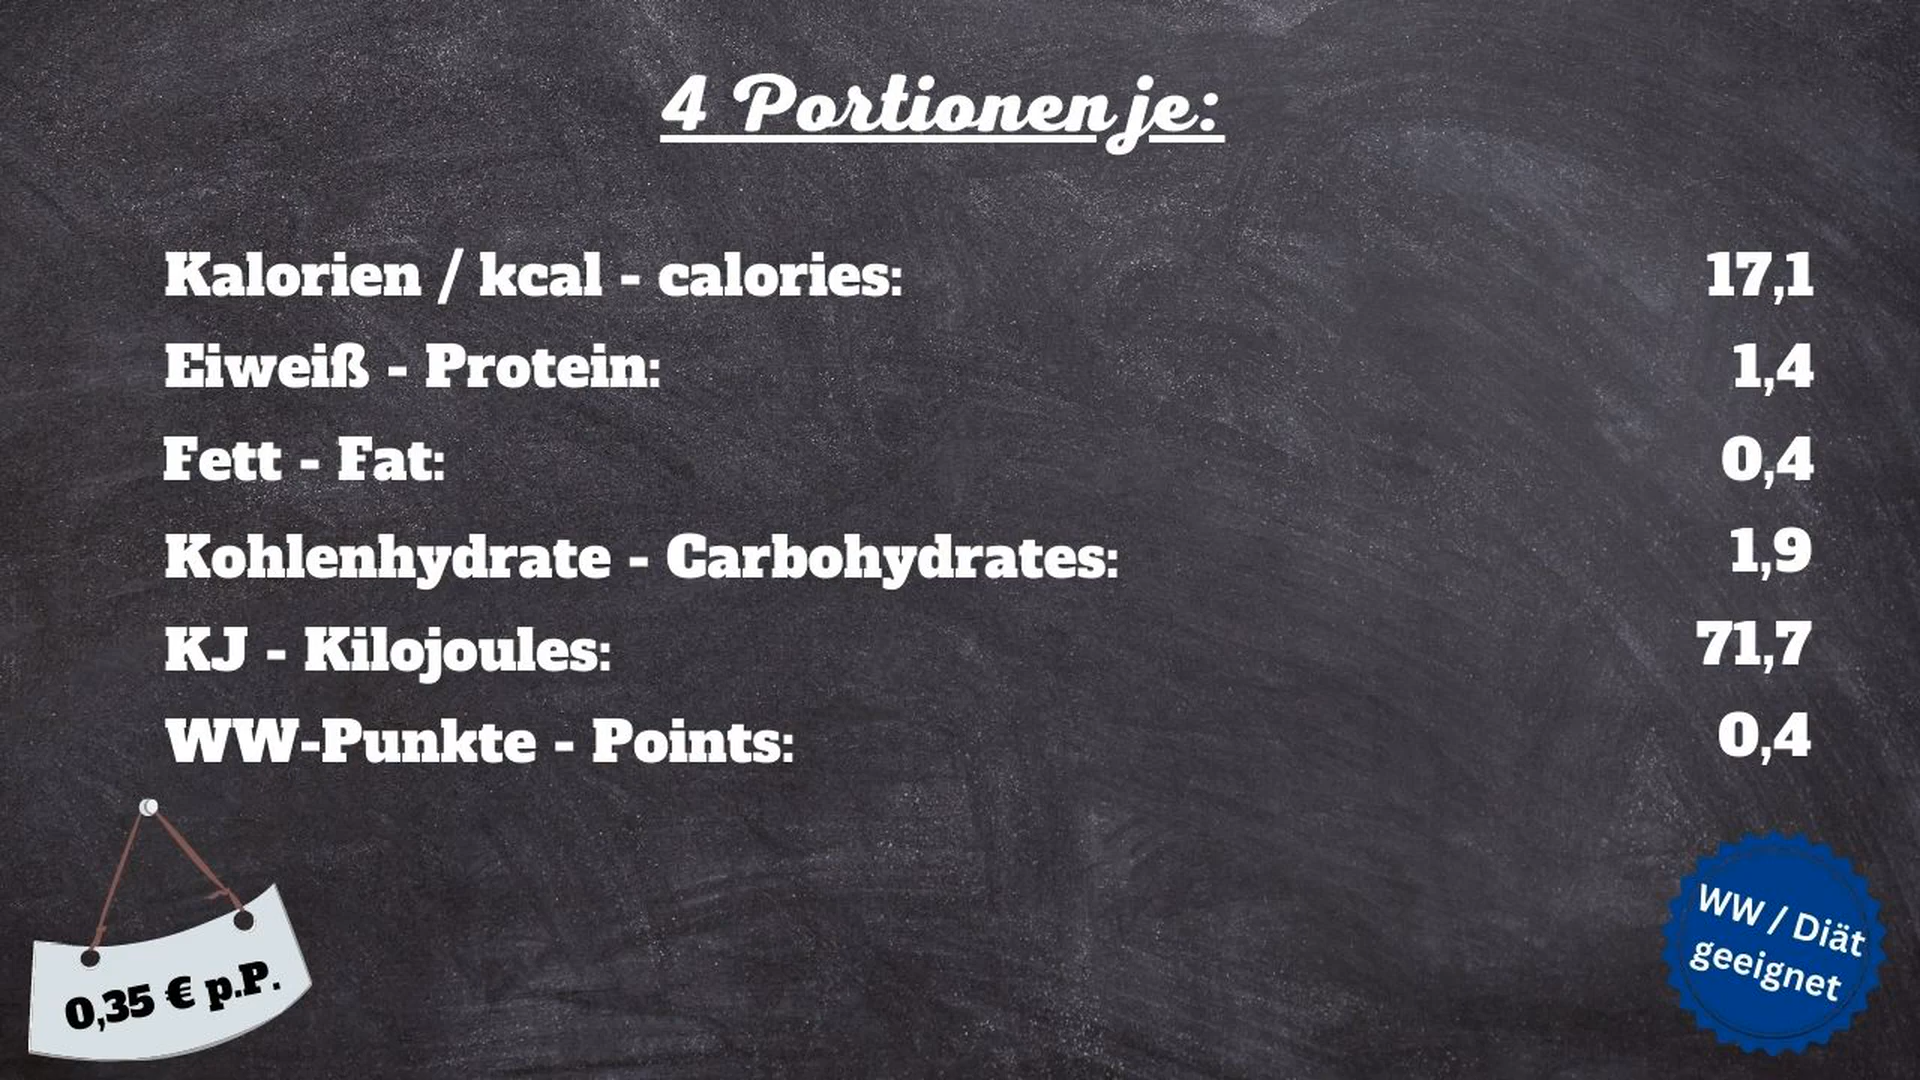 4 Portionen je:
Kalorien / kcal - calories: 17,1
Eiweiß - Protein: 1,4
Fett - Fat: 0,4
Kohlenhydrate - Carbohydrates: 1,9
KJ - Kilojoules: 71,7
WW-Punkte - Points: 0,4
0,35 € p.P.
WW / Diät
geeignet